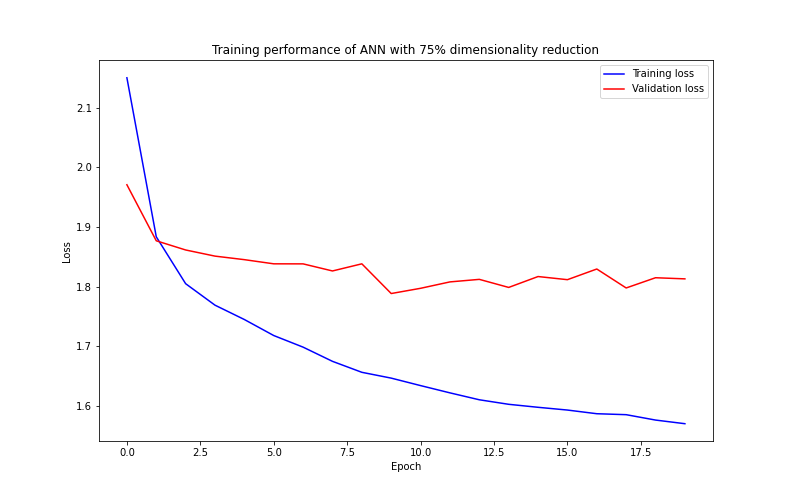 Training performance of ANN with 75% dimensionality reduction
Training loss
Validation loss
2.1
2.0
1.9
1.8
1.7
1.6
Loss
0.0 2.5 5.0 7.5 10.0 12.5 15.0 17.5
Epoch